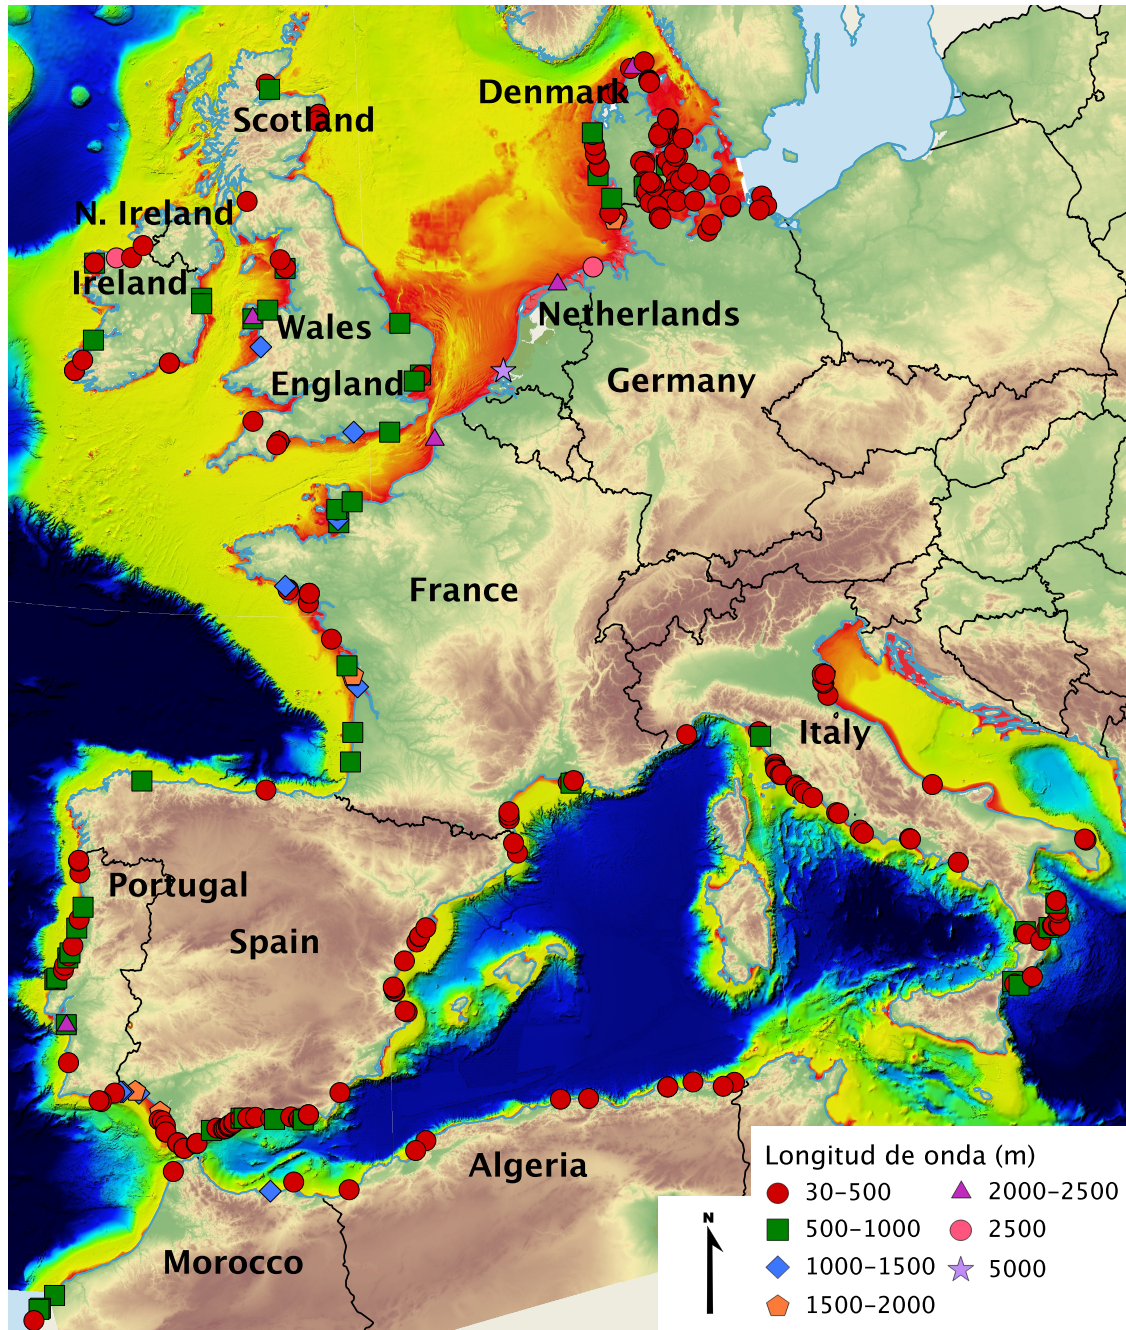 Denmark
Scotland
N. Ireland
Ireland
Wales
Netherlands
England
Germany
France
Italy
Portugal
Spain
Algeria
Morocco
N
Longitud de onda (m)
30–500
500–1000
1000–1500
1500–2000
2000–2500
2500
5000